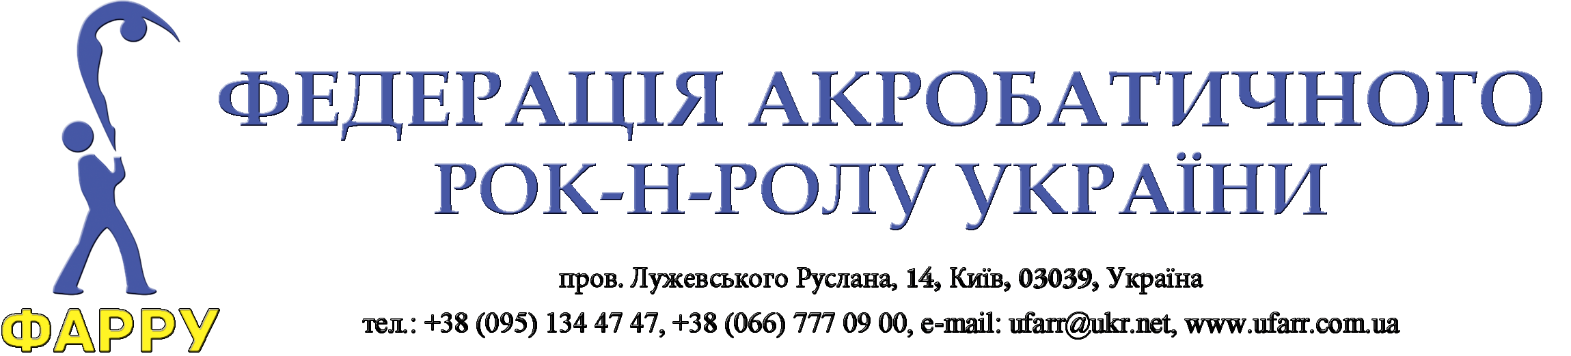 ФЕДЕРАЦІЯ АКРОБАТИЧНОГО
РОК-Н-РОЛУ УКРАЇНИ
пров. Лужевського Руслана, 14, Київ, 03039, Україна
тел.: +38 (095) 134 47 47, +38 (066) 777 09 00, e-mail: ufarr@ukr.net, www.ufarr.com.ua
ФАРРУ